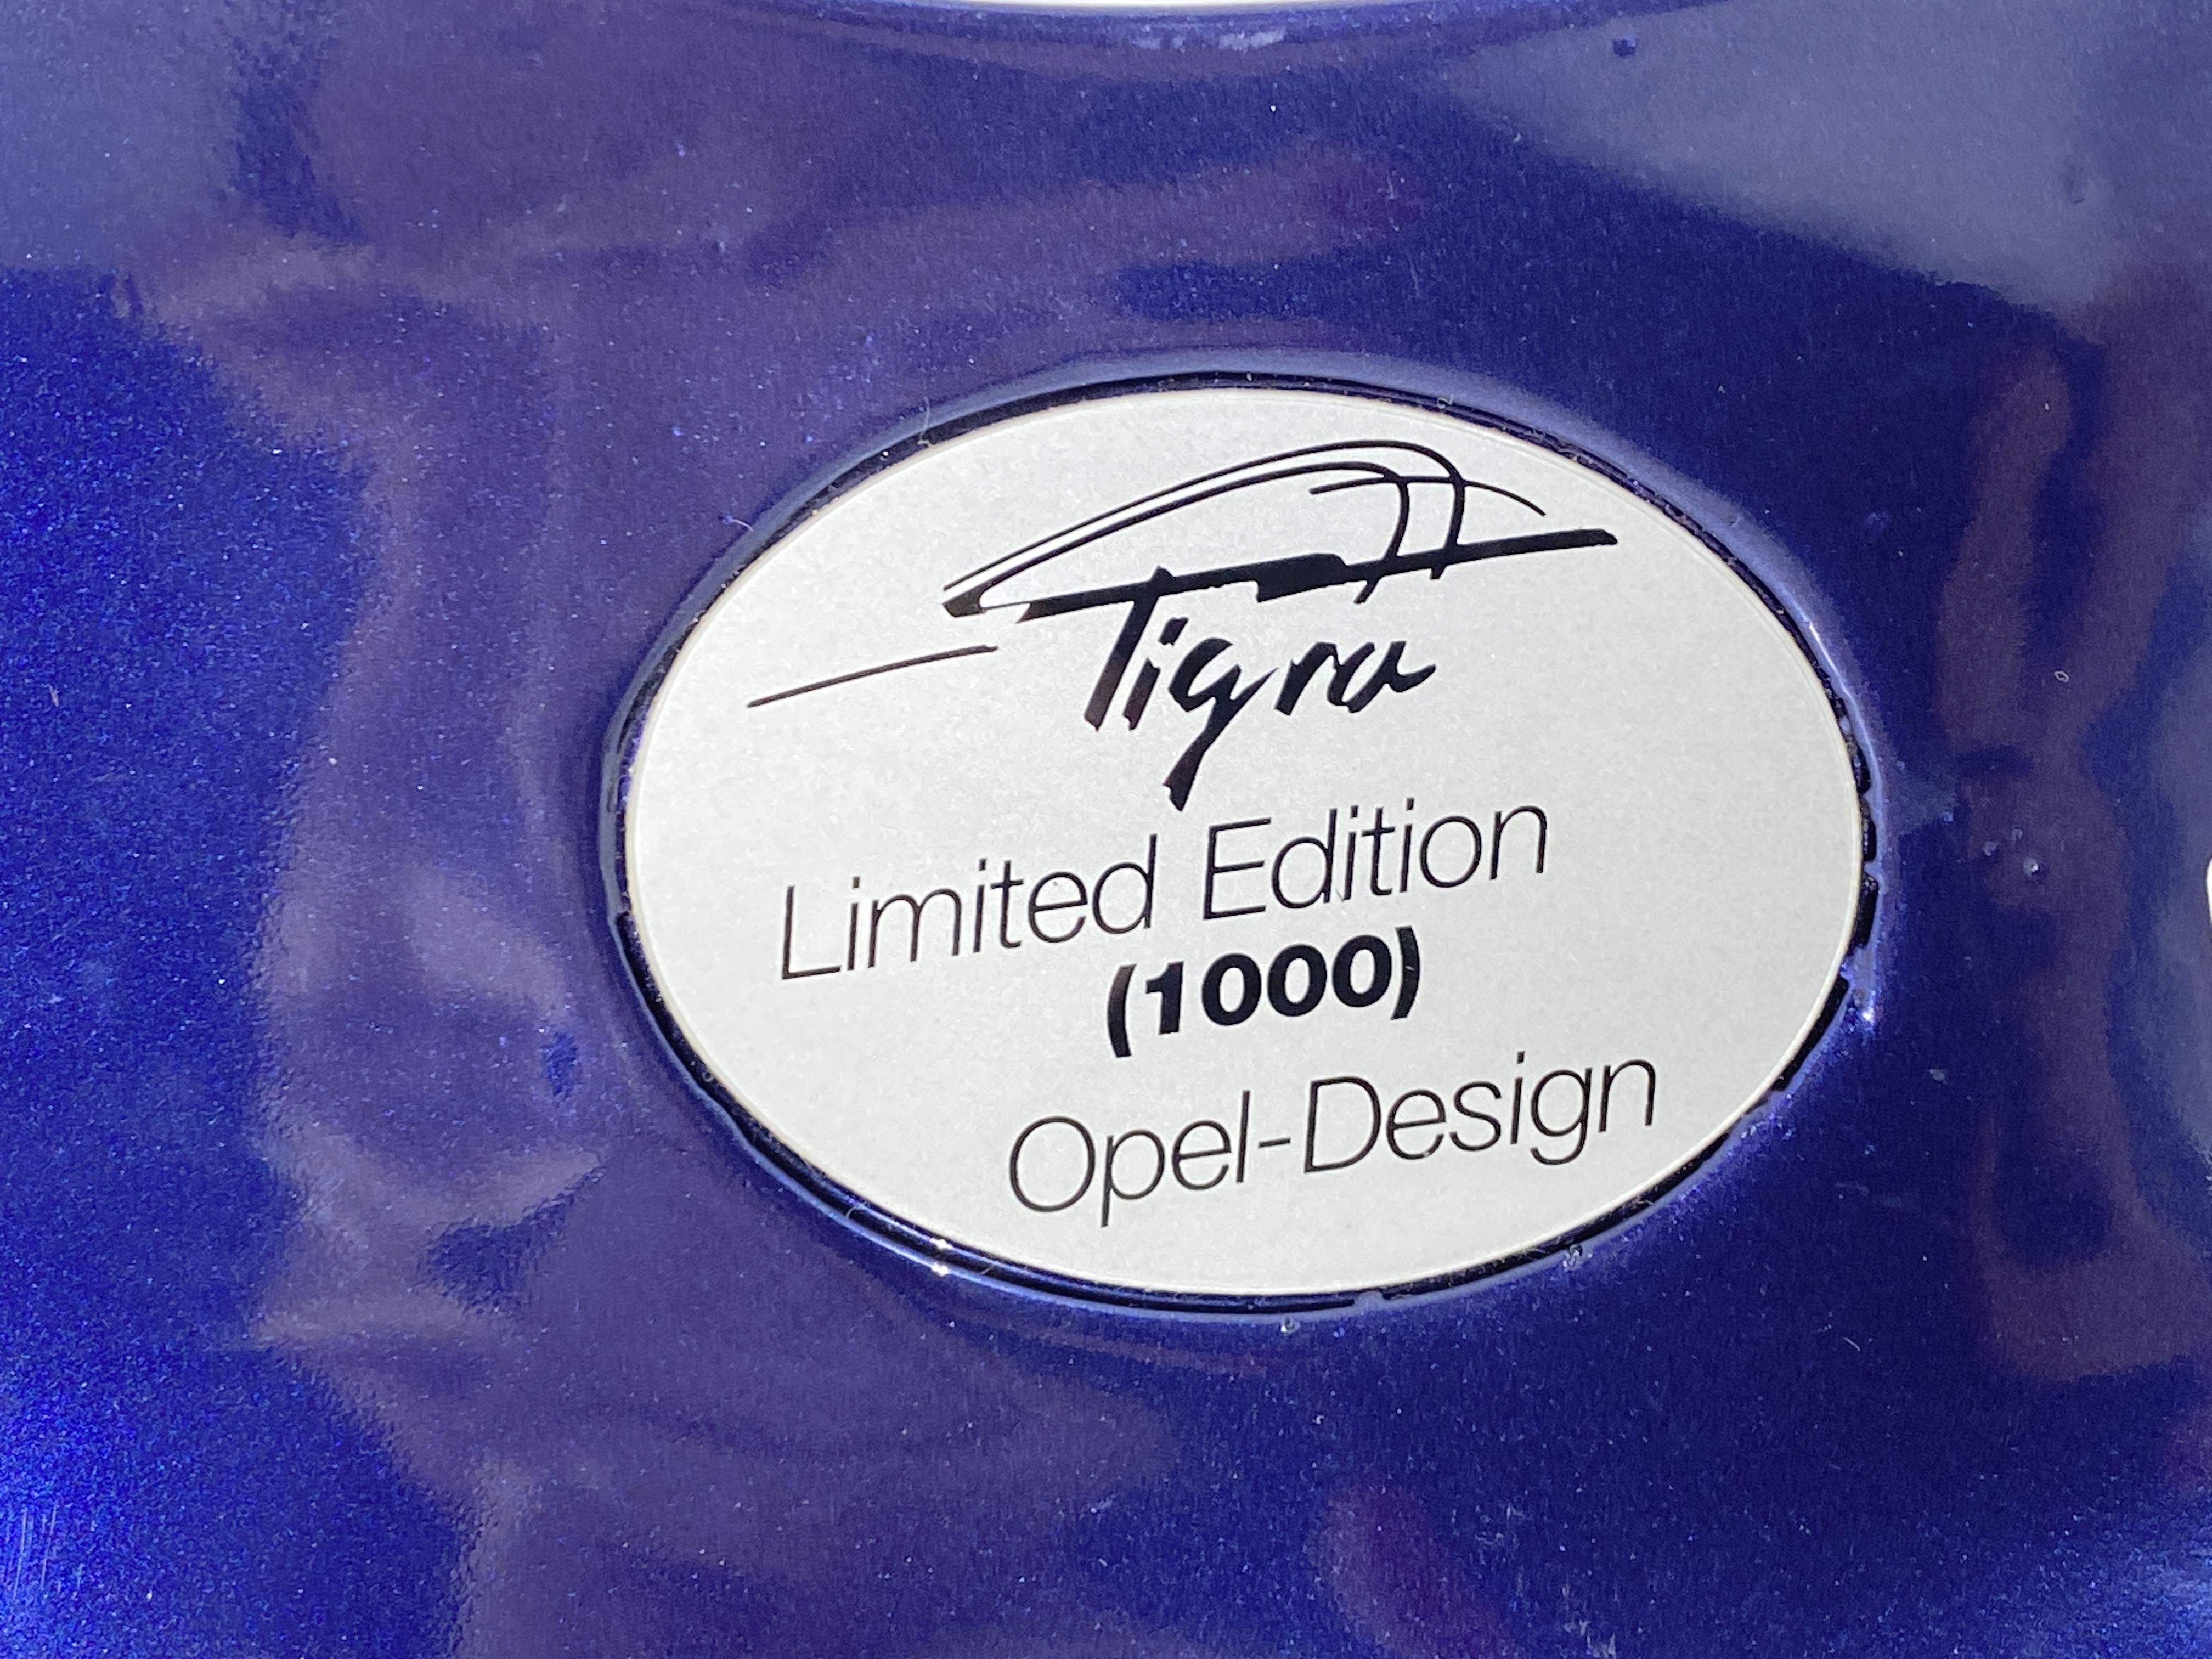 Tigra
Limited Edition
(1000)
Opel-Design